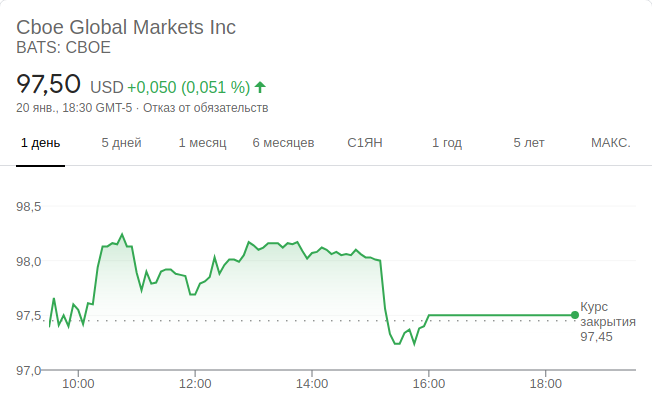 Cboe Global Markets Inc
BATS: CBOE
97,50 USD +0,050 (0,051 %)
20 янв., 18:30 GMT-5 · Отказ от обязательств
1 день 5 дней 1 месяц 6 месяцев С1ЯН 1 год 5 лет МАКС.
98,5
98,0
97,5
Курс
закрытия
97,45
97,0
10:00 12:00 14:00 16:00 18:00